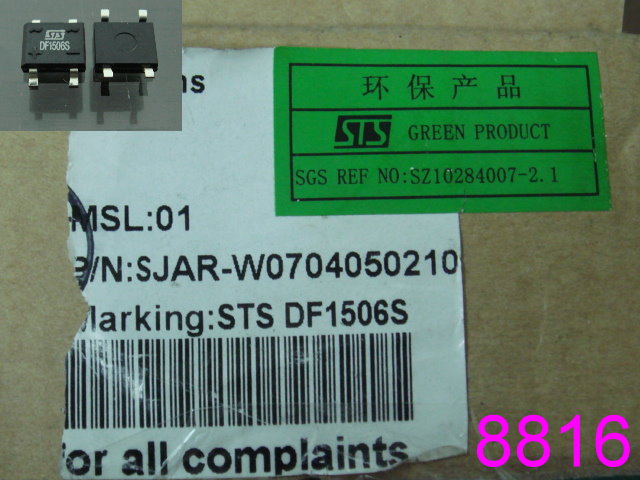 STS
DF1506S
ns
环保产品
STS GREEN PRODUCT
SGS REF NO:SZ10284007-2.1
MSL:01
P/N:SJAR-W0704050210
Marking:STS DF1506S
for all complaints
8816